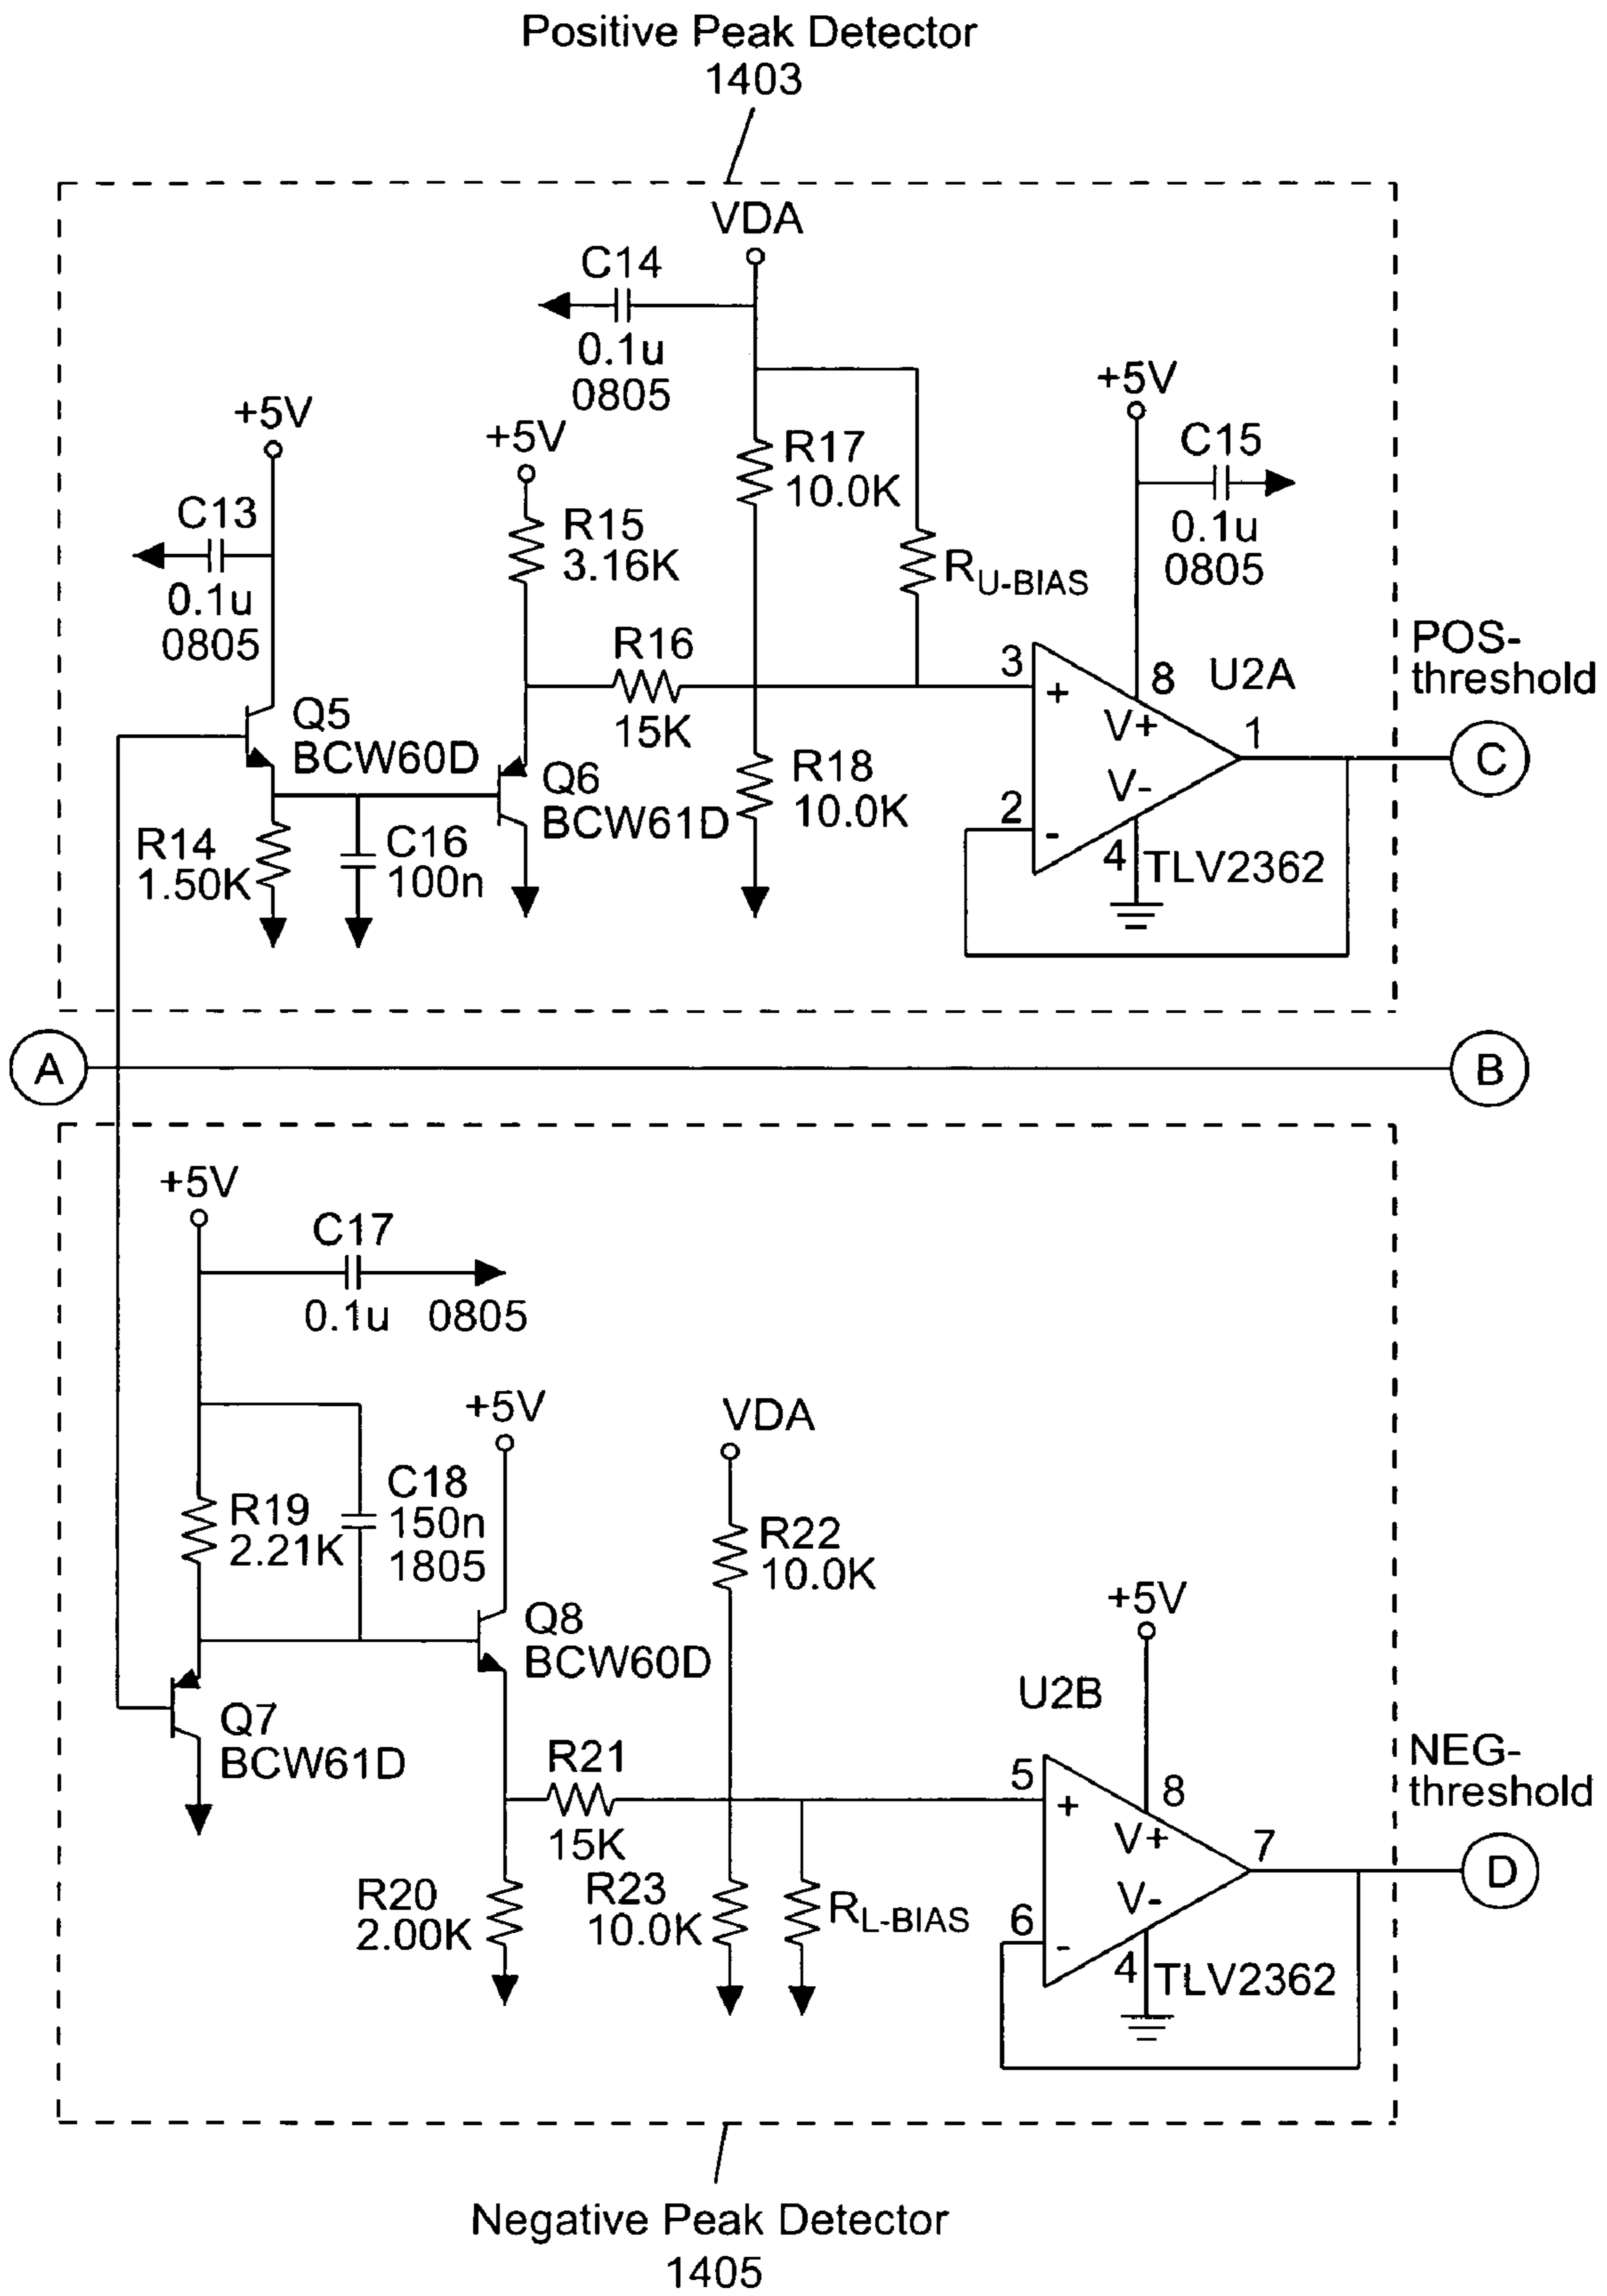 Positive Peak Detector
1403
VDA
C14
0.1u
0805
+5V
C13
0.1u
0805
+5V
R15
3.16K
R17
10.0K
R<sub>U-BIAS</sub>
+5V
C15
0.1u
0805
R16
15K
Q5
BCW60D
Q6
BCW61D
R14
1.50K
C16
100n
R18
10.0K
3
+
2
-
8
V+
V-
4
U2A
1
TLV2362
POS-
threshold
C
A
B
+5V
C17
0.1u 0805
R19
2.21K
C18
150n
1805
+5V
Q8
BCW60D
Q7
BCW61D
VDA
R22
10.0K
R21
15K
R20
2.00K
R23
10.0K
R<sub>L-BIAS</sub>
+5V
U2B
5
+
6
-
8
V+
V-
4
7
TLV2362
NEG-
threshold
D
Negative Peak Detector
1405